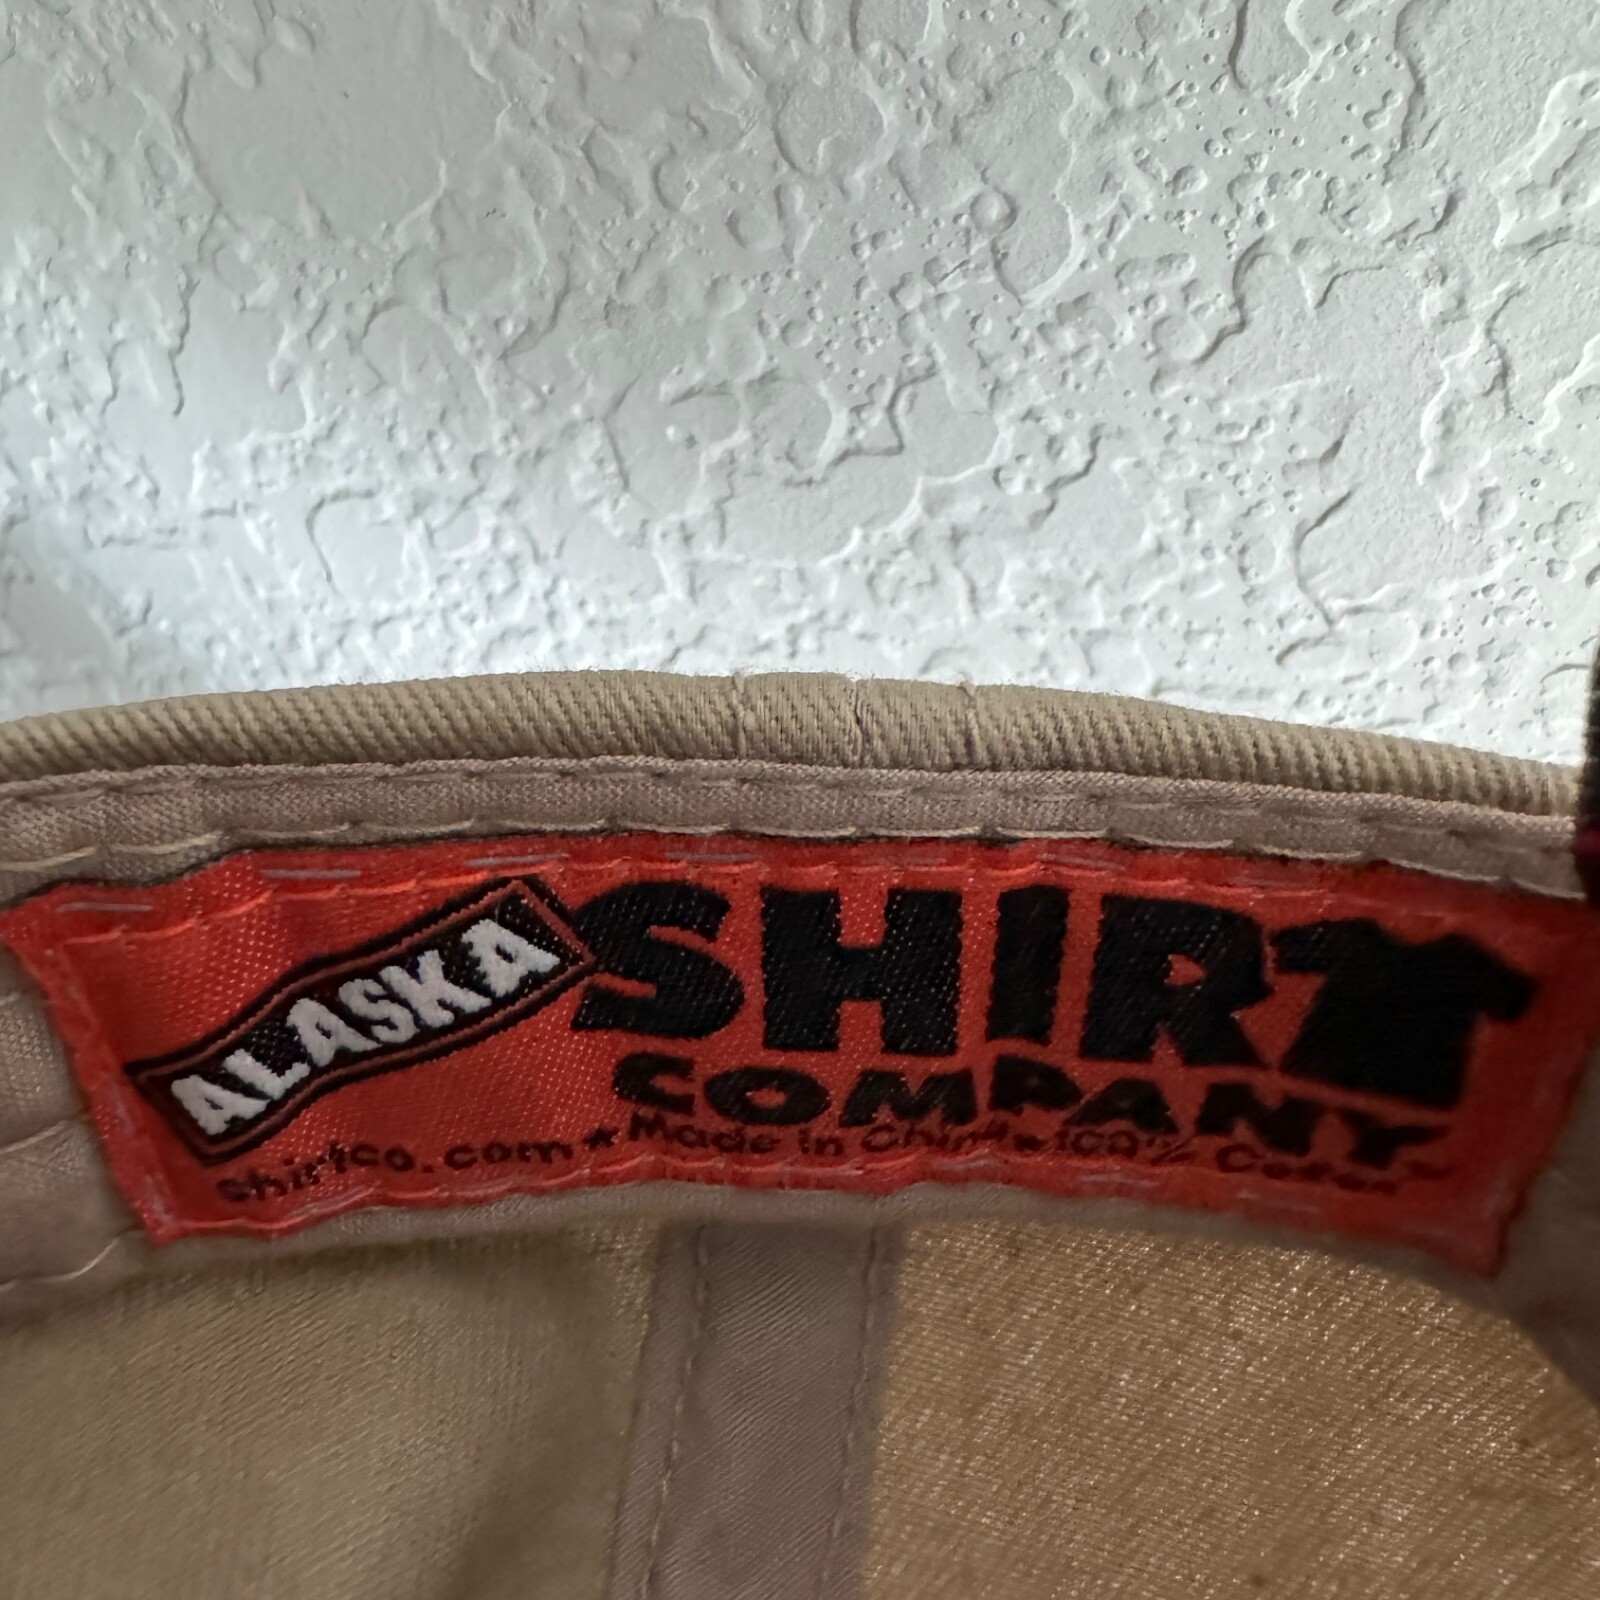 ALASKA SHIRT
COMPANY
shirtco.com ★ Made in China ★ 100% Cotton